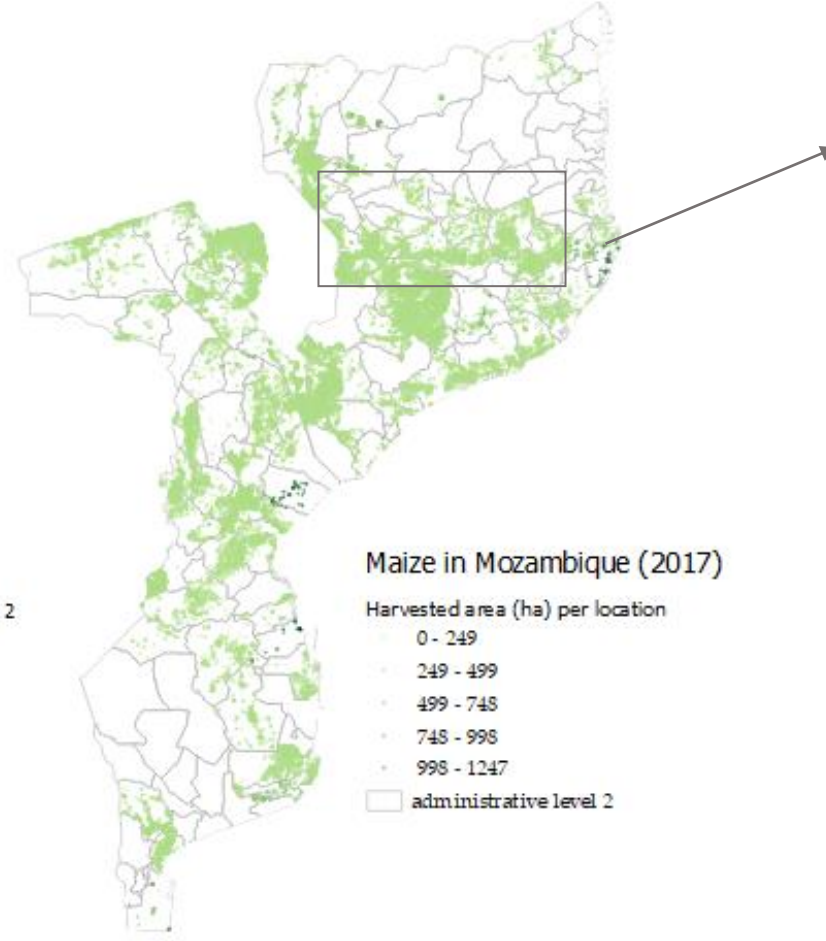 2
Maize in Mozambique (2017)
Harvested area (ha) per location
0 - 249
249 - 499
499 - 748
748 - 998
998 - 1247
administrative level 2